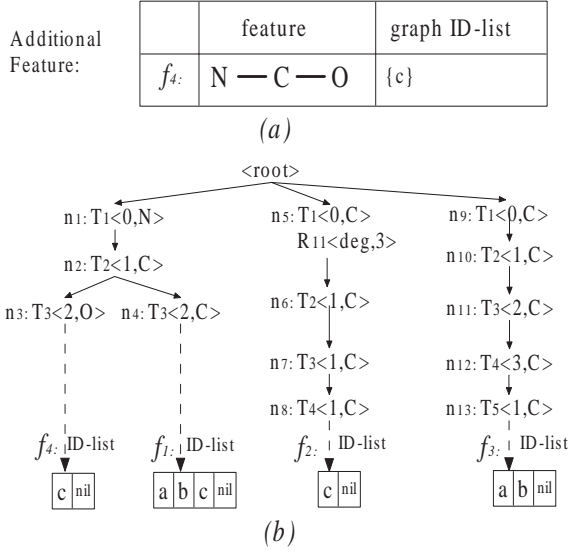 Additional
Feature:
feature graph ID-list
f4: N — C — O {c}
(a)
<root>
n1: T1<0,N> n5: T1<0,C> n9: T1<0,C>
R11<deg,3>
n2: T2<1,C> n10: T2<1,C>
n3: T3<2,O> n4: T3<2,C> n6: T2<1,C> n11: T3<2,C>
n7: T3<1,C> n12: T4<3,C>
n8: T4<1,C> n13: T5<1,C>
f4: ID-list f1: ID-list f2: ID-list f3: ID-list
c nil a b c nil c nil a b nil
(b)